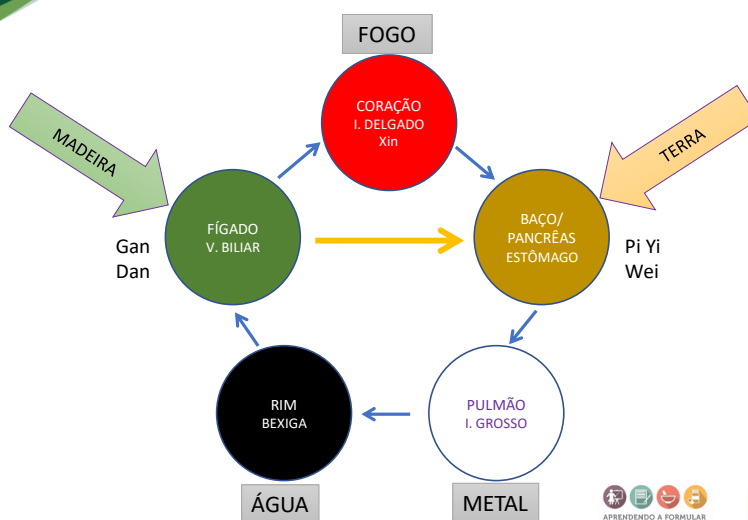 FOGO
CORAÇÃO
I. DELGADO
Xin
MADEIRA
TERRA
FÍGADO
V. BILIAR
BAÇO/
PANCRÊAS
ESTÔMAGO
Gan
Dan
Pi Yi
Wei
RIM
BEXIGA
PULMÃO
I. GROSSO
ÁGUA
METAL
APRENDENDO A FORMULAR